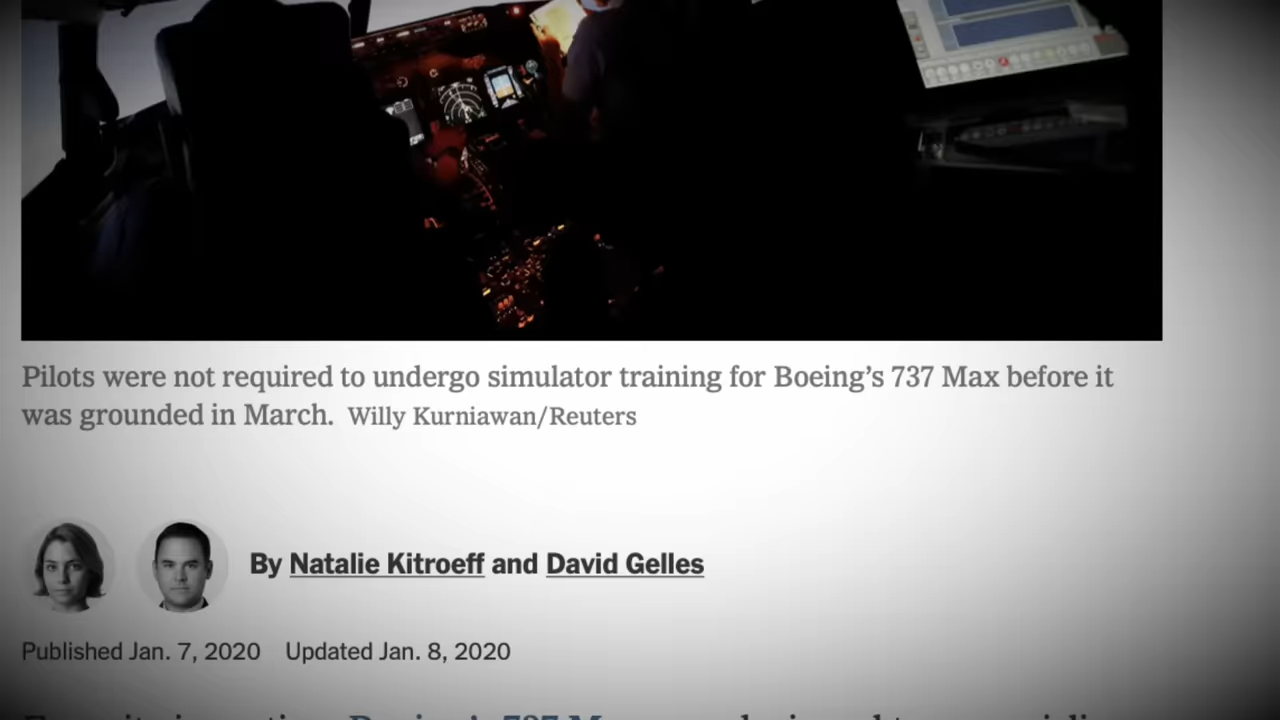 Pilots were not required to undergo simulator training for Boeing’s 737 Max before it
was grounded in March. Willy Kurniawan/Reuters
By Natalie Kitroeff and David Gelles
Published Jan. 7, 2020 Updated Jan. 8, 2020